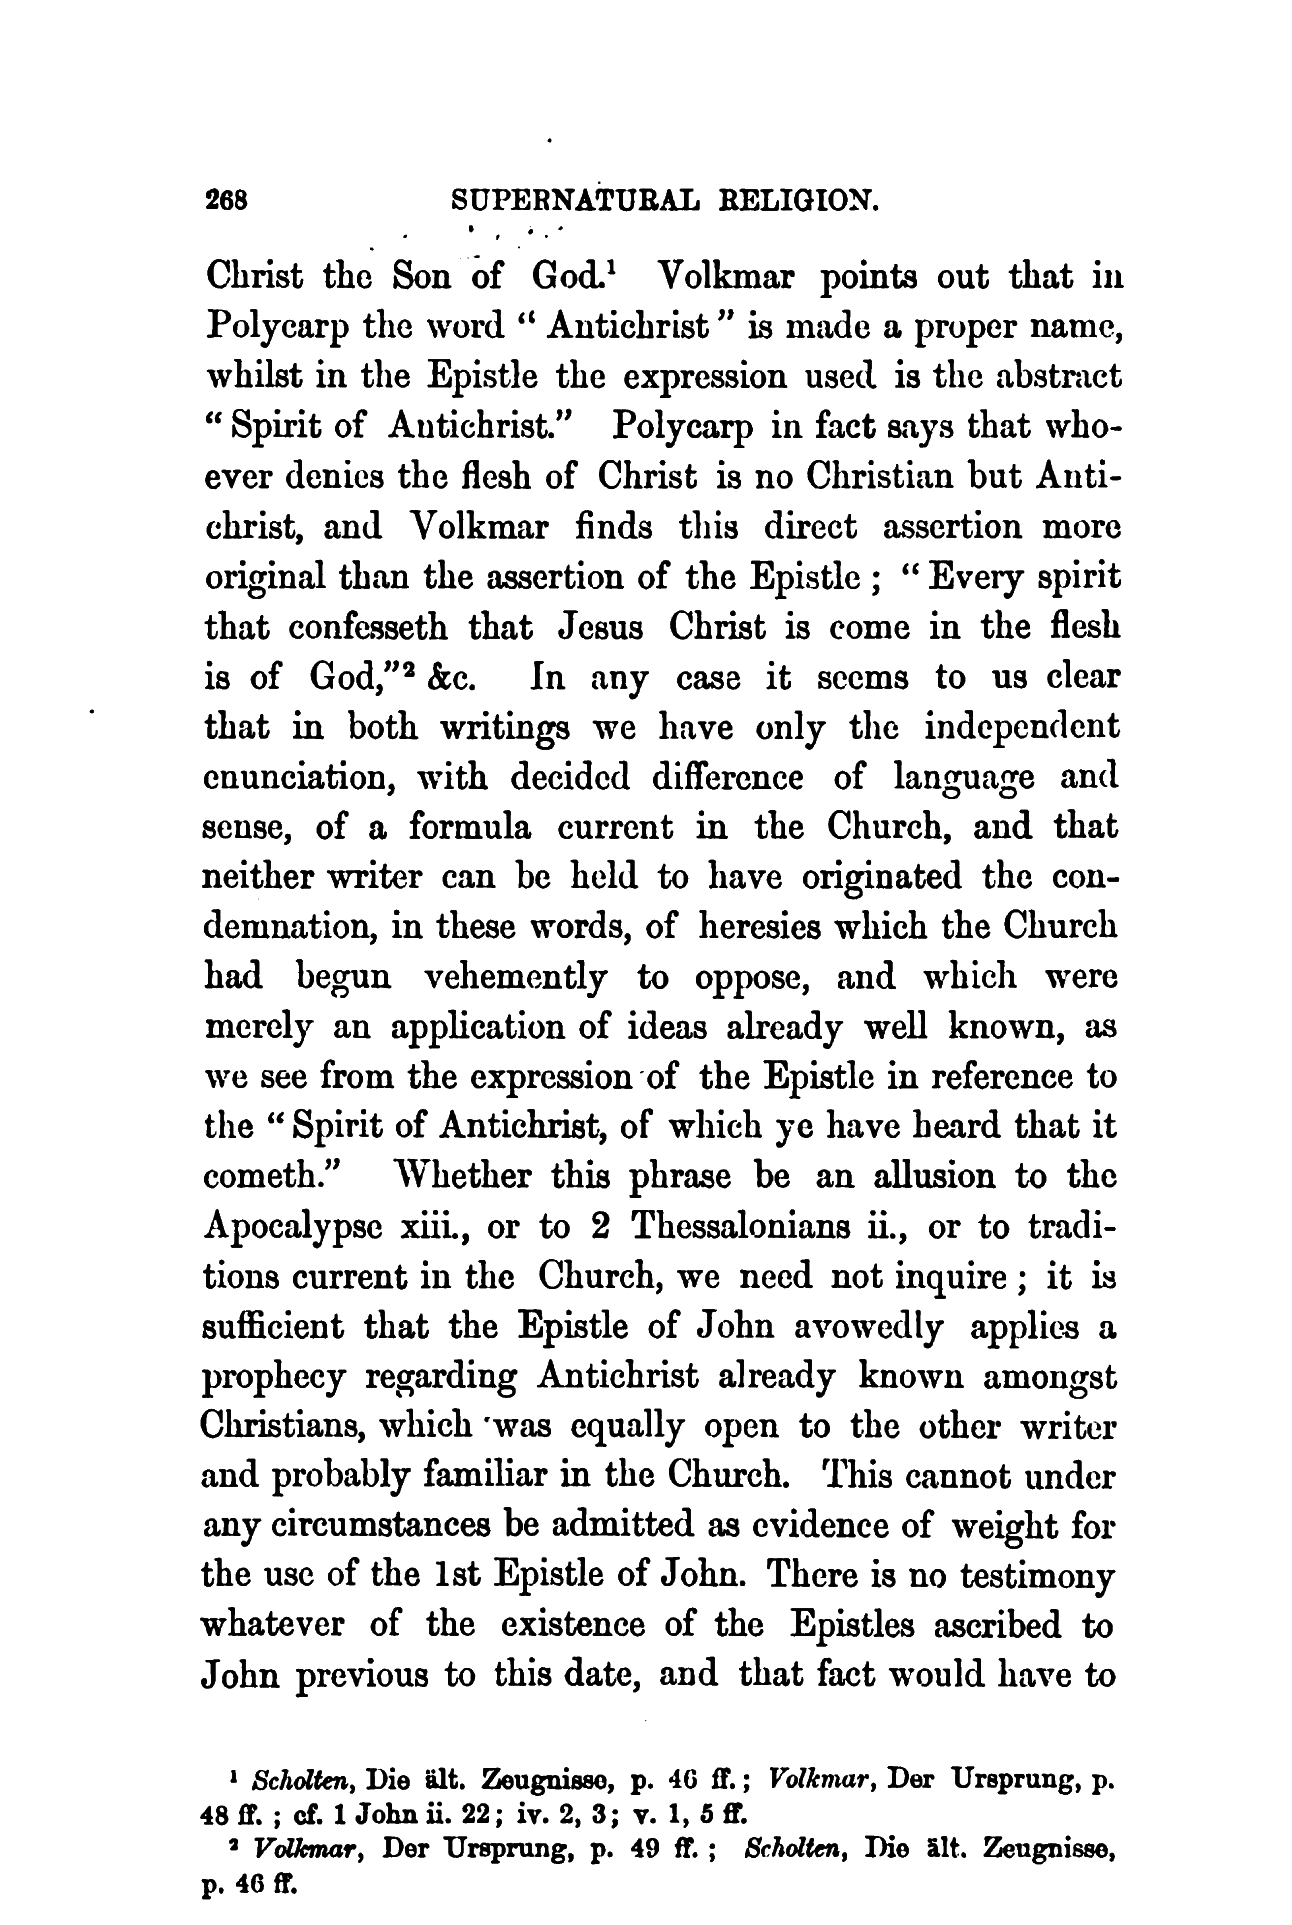 268 SUPERNATURAL RELIGION.
Christ the Son of God.¹ Volkmar points out that in
Polycarp the word “ Antichrist ” is made a proper name,
whilst in the Epistle the expression used is the abstract
“ Spirit of Antichrist.” Polycarp in fact says that who-
ever denies the flesh of Christ is no Christian but Anti-
christ, and Volkmar finds this direct assertion more
original than the assertion of the Epistle ; “ Every spirit
that confesseth that Jesus Christ is come in the flesh
is of God,”² &c. In any case it seems to us clear
that in both writings we have only the independent
enunciation, with decided difference of language and
sense, of a formula current in the Church, and that
neither writer can be held to have originated the con-
demnation, in these words, of heresies which the Church
had begun vehemently to oppose, and which were
merely an application of ideas already well known, as
we see from the expression of the Epistle in reference to
the “ Spirit of Antichrist, of which ye have heard that it
cometh.” Whether this phrase be an allusion to the
Apocalypse xiii., or to 2 Thessalonians ii., or to tradi-
tions current in the Church, we need not inquire ; it is
sufficient that the Epistle of John avowedly applies a
prophecy regarding Antichrist already known amongst
Christians, which was equally open to the other writer
and probably familiar in the Church. This cannot under
any circumstances be admitted as evidence of weight for
the use of the 1st Epistle of John. There is no testimony
whatever of the existence of the Epistles ascribed to
John previous to this date, and that fact would have to
¹ Scholten, Die ält. Zeugnisse, p. 46 ff. ; Volkmar, Der Ursprung, p.
48 ff. ; cf. 1 John ii. 22 ; iv. 2, 3 ; v. 1, 5 ff.
² Volkmar, Der Ursprung, p. 49 ff. ; Scholten, Die ält. Zeugnisse,
p. 46 ff.